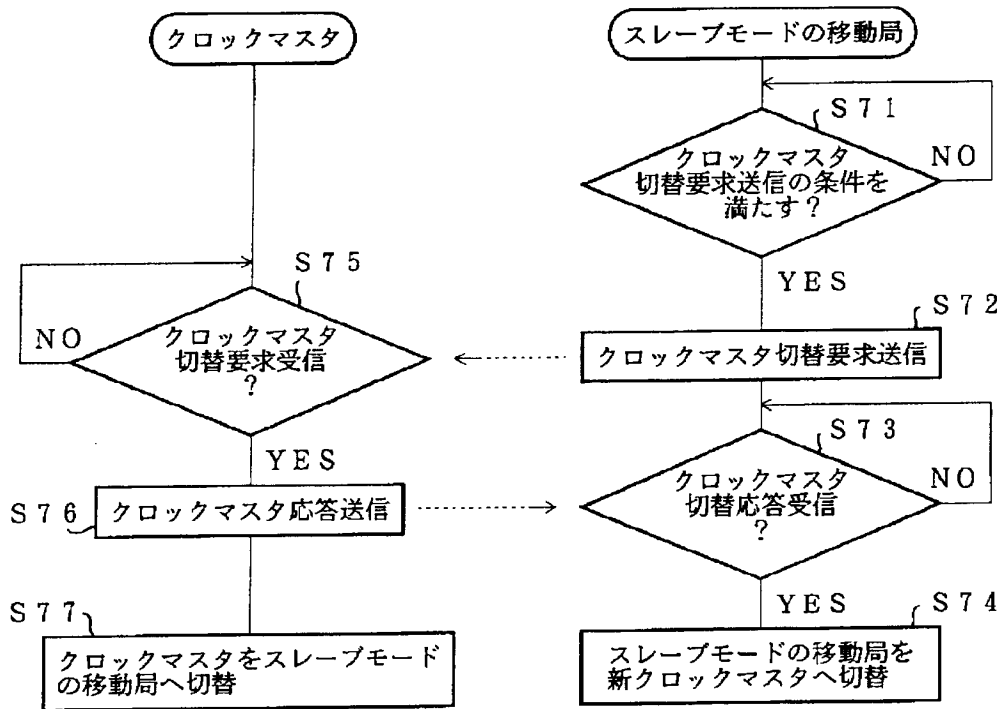 クロックマスタ
スレーブモードの移動局
S71
クロックマスタ
切替要求送信の条件を
満たす?
NO
YES
S75
クロックマスタ
切替要求受信
?
NO
S72
クロックマスタ切替要求送信
YES
S73
クロックマスタ
切替応答受信
?
NO
S76
クロックマスタ応答送信
YES
S77
クロックマスタをスレーブモード
の移動局へ切替
S74
スレーブモードの移動局を
新クロックマスタへ切替